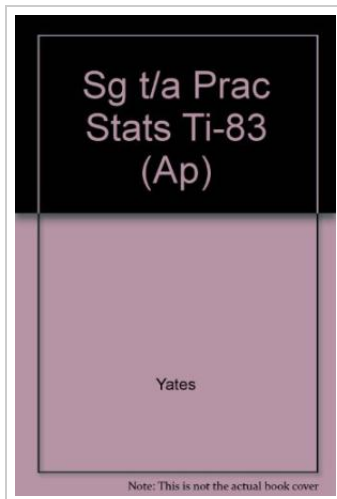 Sg t/a Prac
Stats Ti-83
(Ap)
Yates
Note: This is not the actual book cover